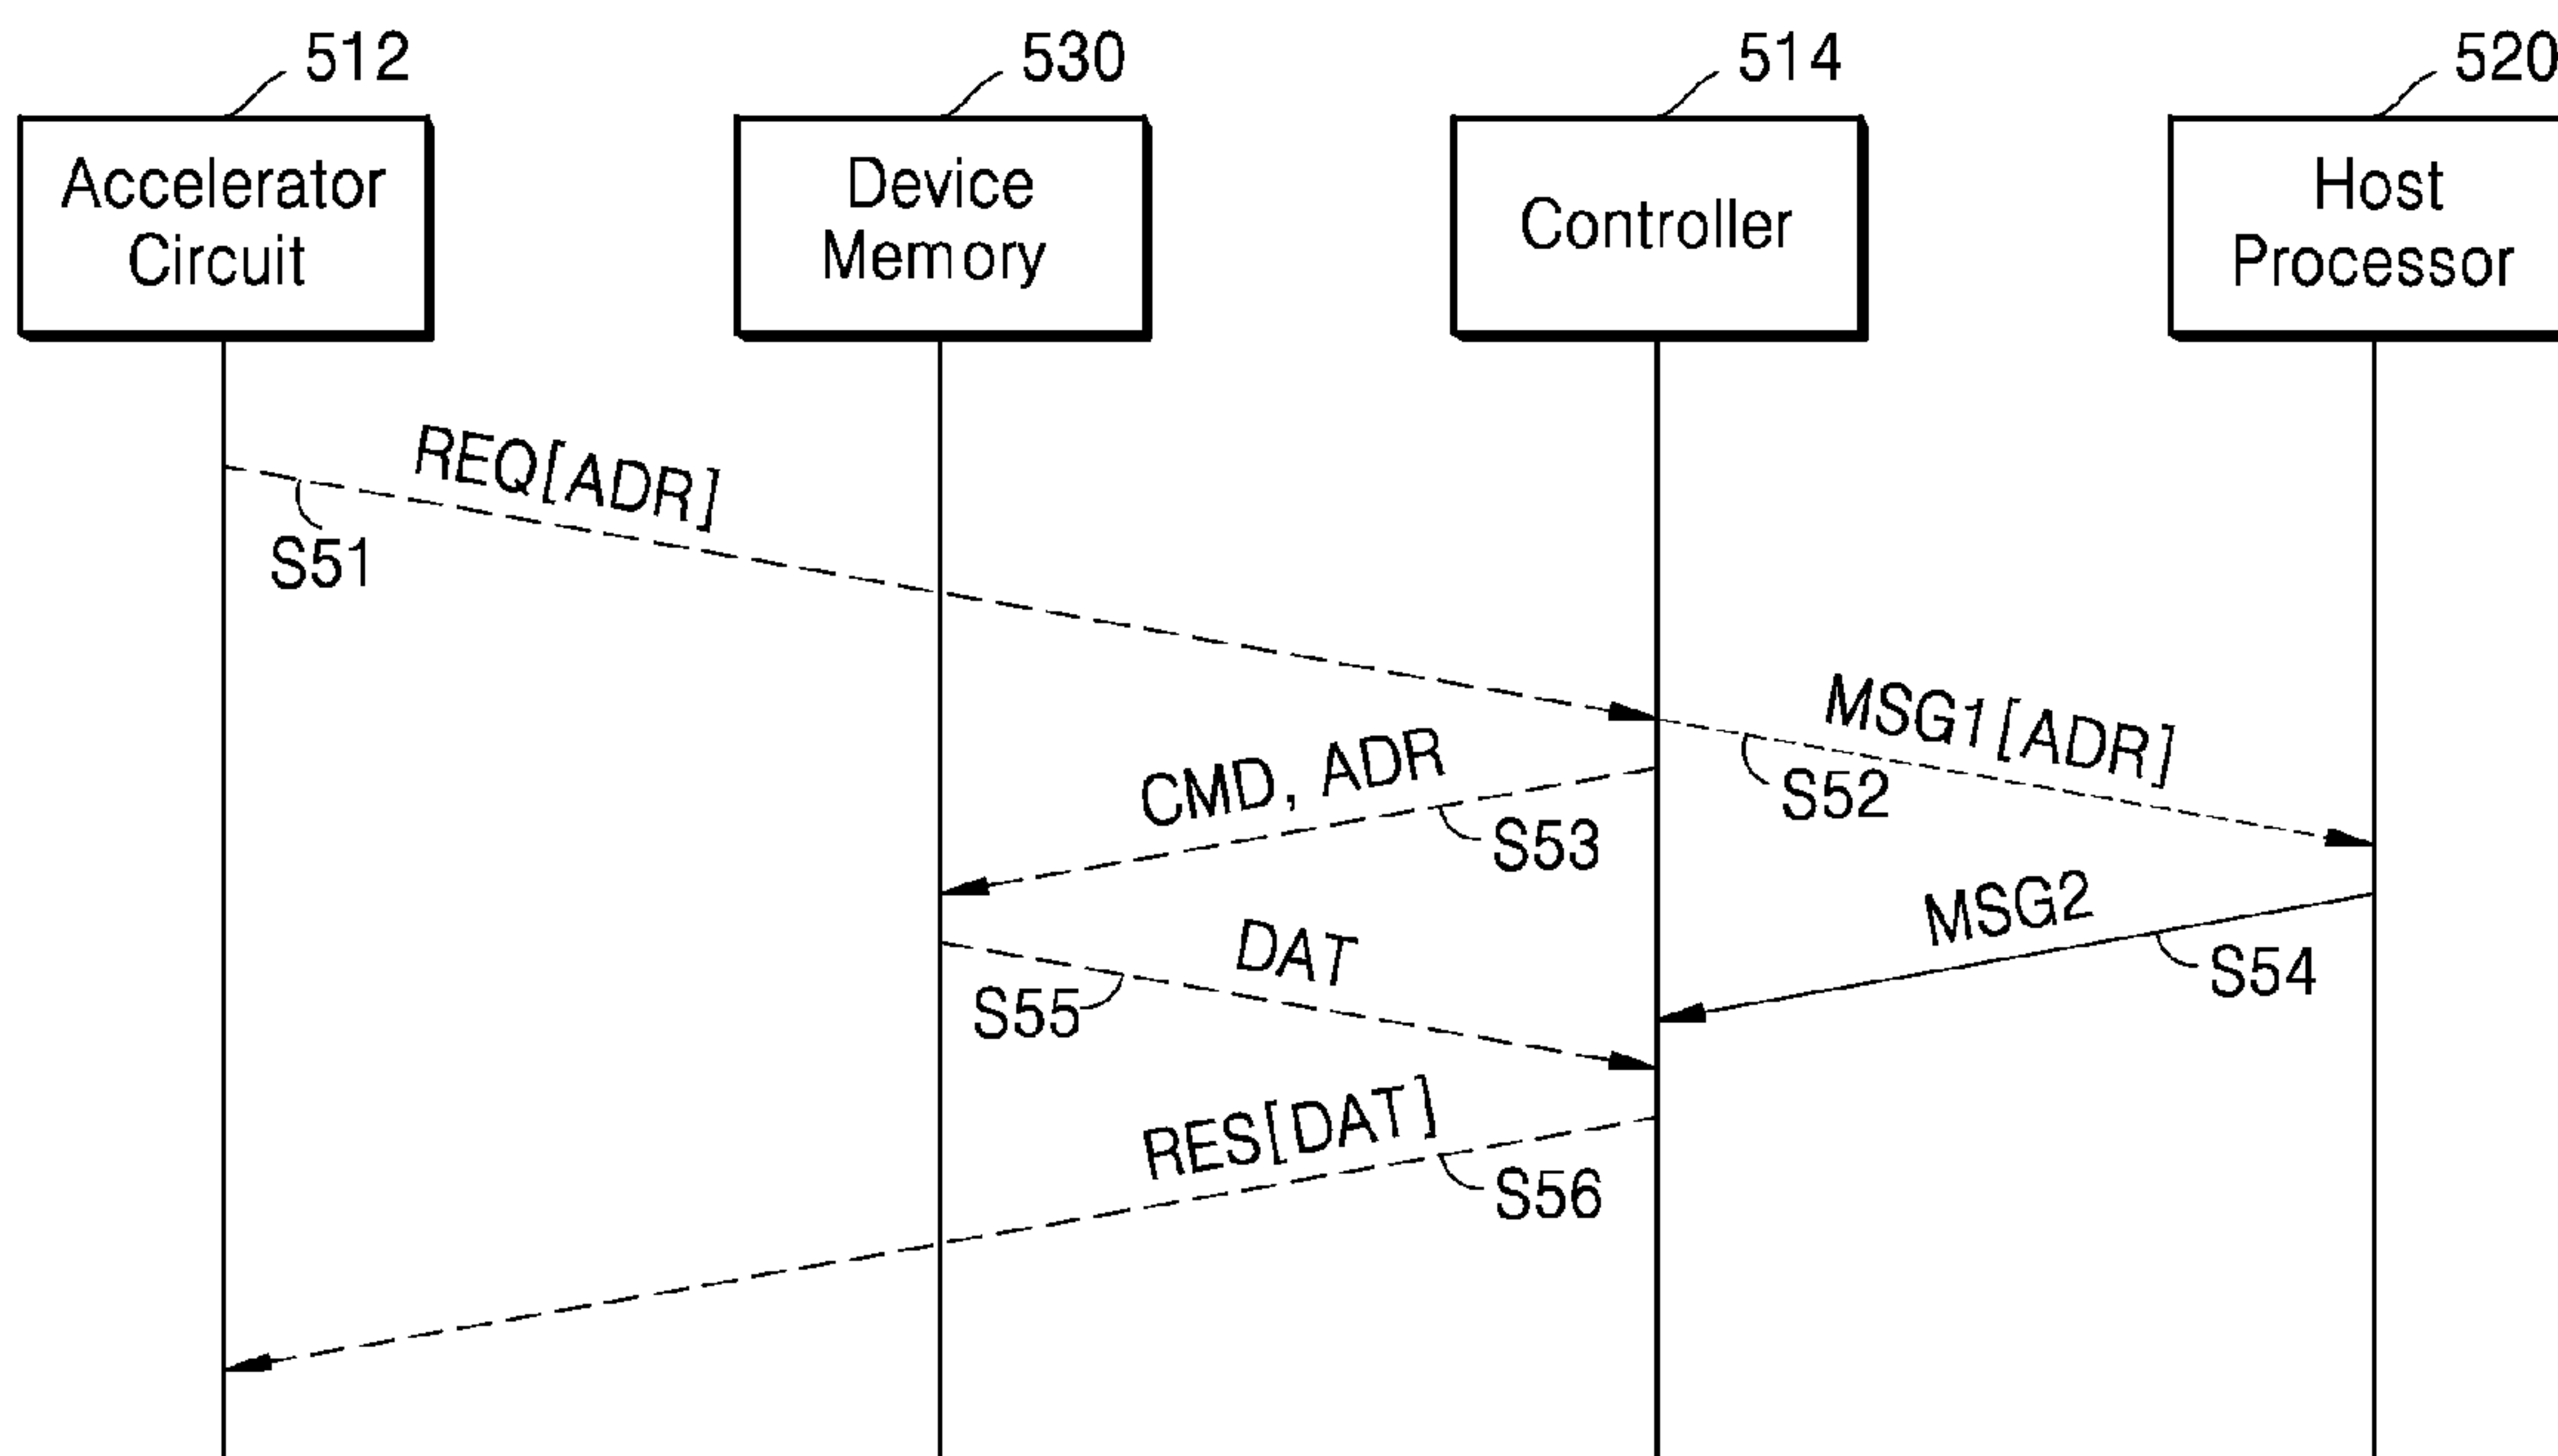 512
530
514
520
Accelerator
Circuit
Device
Memory
Controller
Host
Processor
REQ[ADR]
S51
MSG1[ADR]
S52
CMD, ADR
S53
MSG2
S54
DAT
S55
RES[DAT]
S56